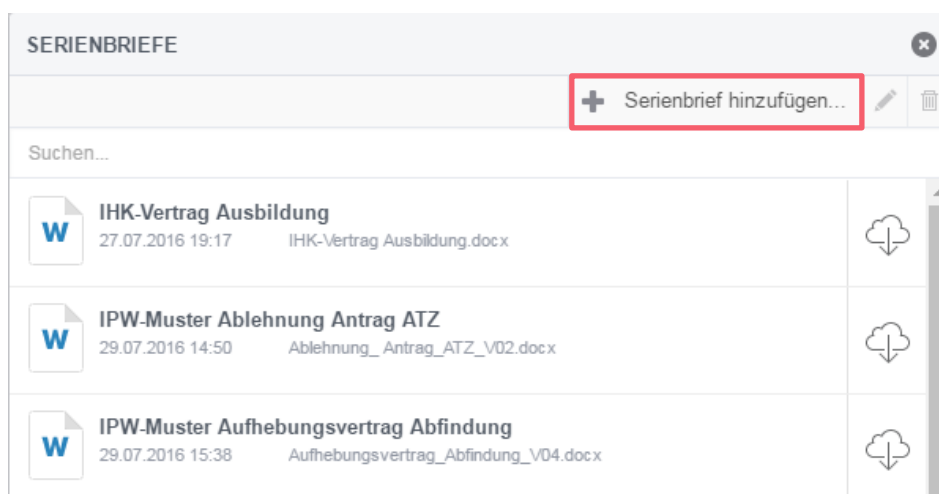 SERIENBRIEFE
Serienbrief hinzufügen...
Suchen...
IHK-Vertrag Ausbildung
27.07.2016 19:17 IHK-Vertrag Ausbildung.docx
IPW-Muster Ablehnung Antrag ATZ
29.07.2016 14:50 Ablehnung_ Antrag_ATZ_V02.docx
IPW-Muster Aufhebungsvertrag Abfindung
29.07.2016 15:38 Aufhebungsvertrag_Abfindung_V04.docx